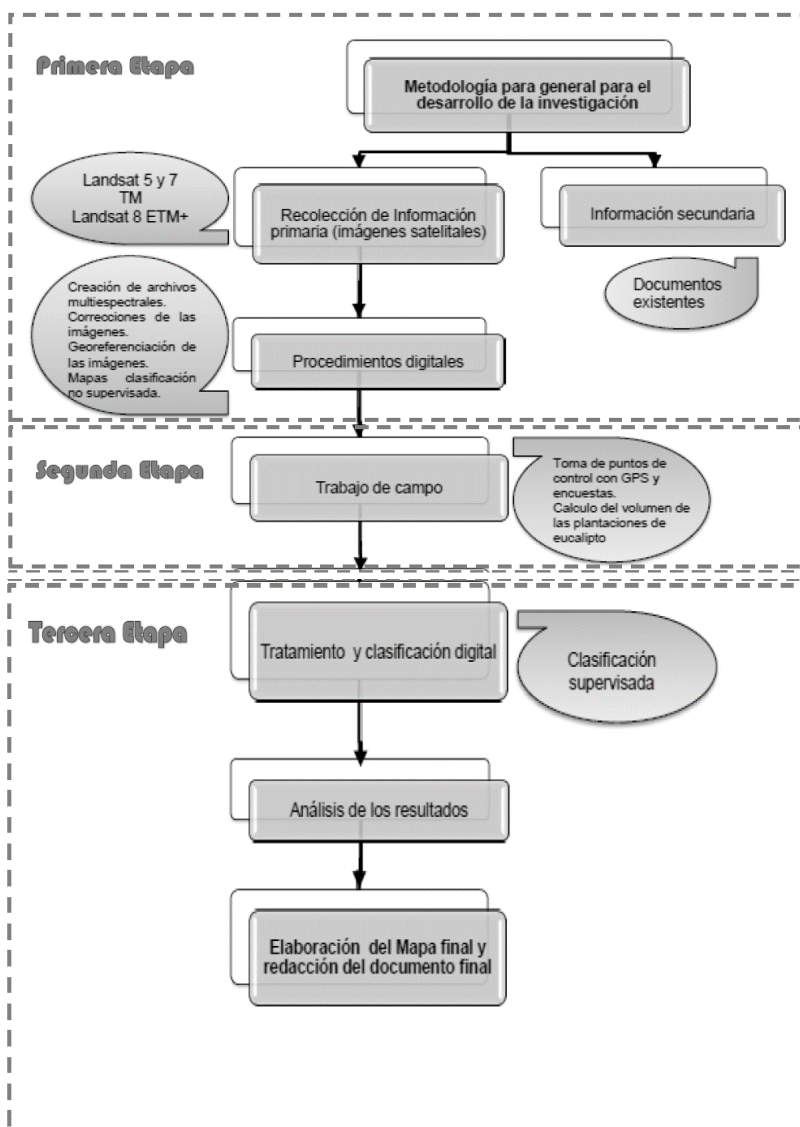 Primera Etapa
Metodología para general para el
desarrollo de la investigación
Landsat 5 y 7
TM
Landsat 8 ETM+
Recolección de Información
primaria (imágenes satelitales)
Información secundaria
Documentos
existentes
Creación de archivos
multiespectrales.
Correcciones de las
imágenes.
Georeferenciación de
las imágenes.
Mapas clasificación
no supervisada.
Procedimientos digitales
Segunda Etapa
Trabajo de campo
Toma de puntos de
control con GPS y
encuestas.
Calculo del volumen de
las plantaciones de
eucalipto
Tercera Etapa
Tratamiento y clasificación digital
Clasificación
supervisada
Análisis de los resultados
Elaboración del Mapa final y
redacción del documento final